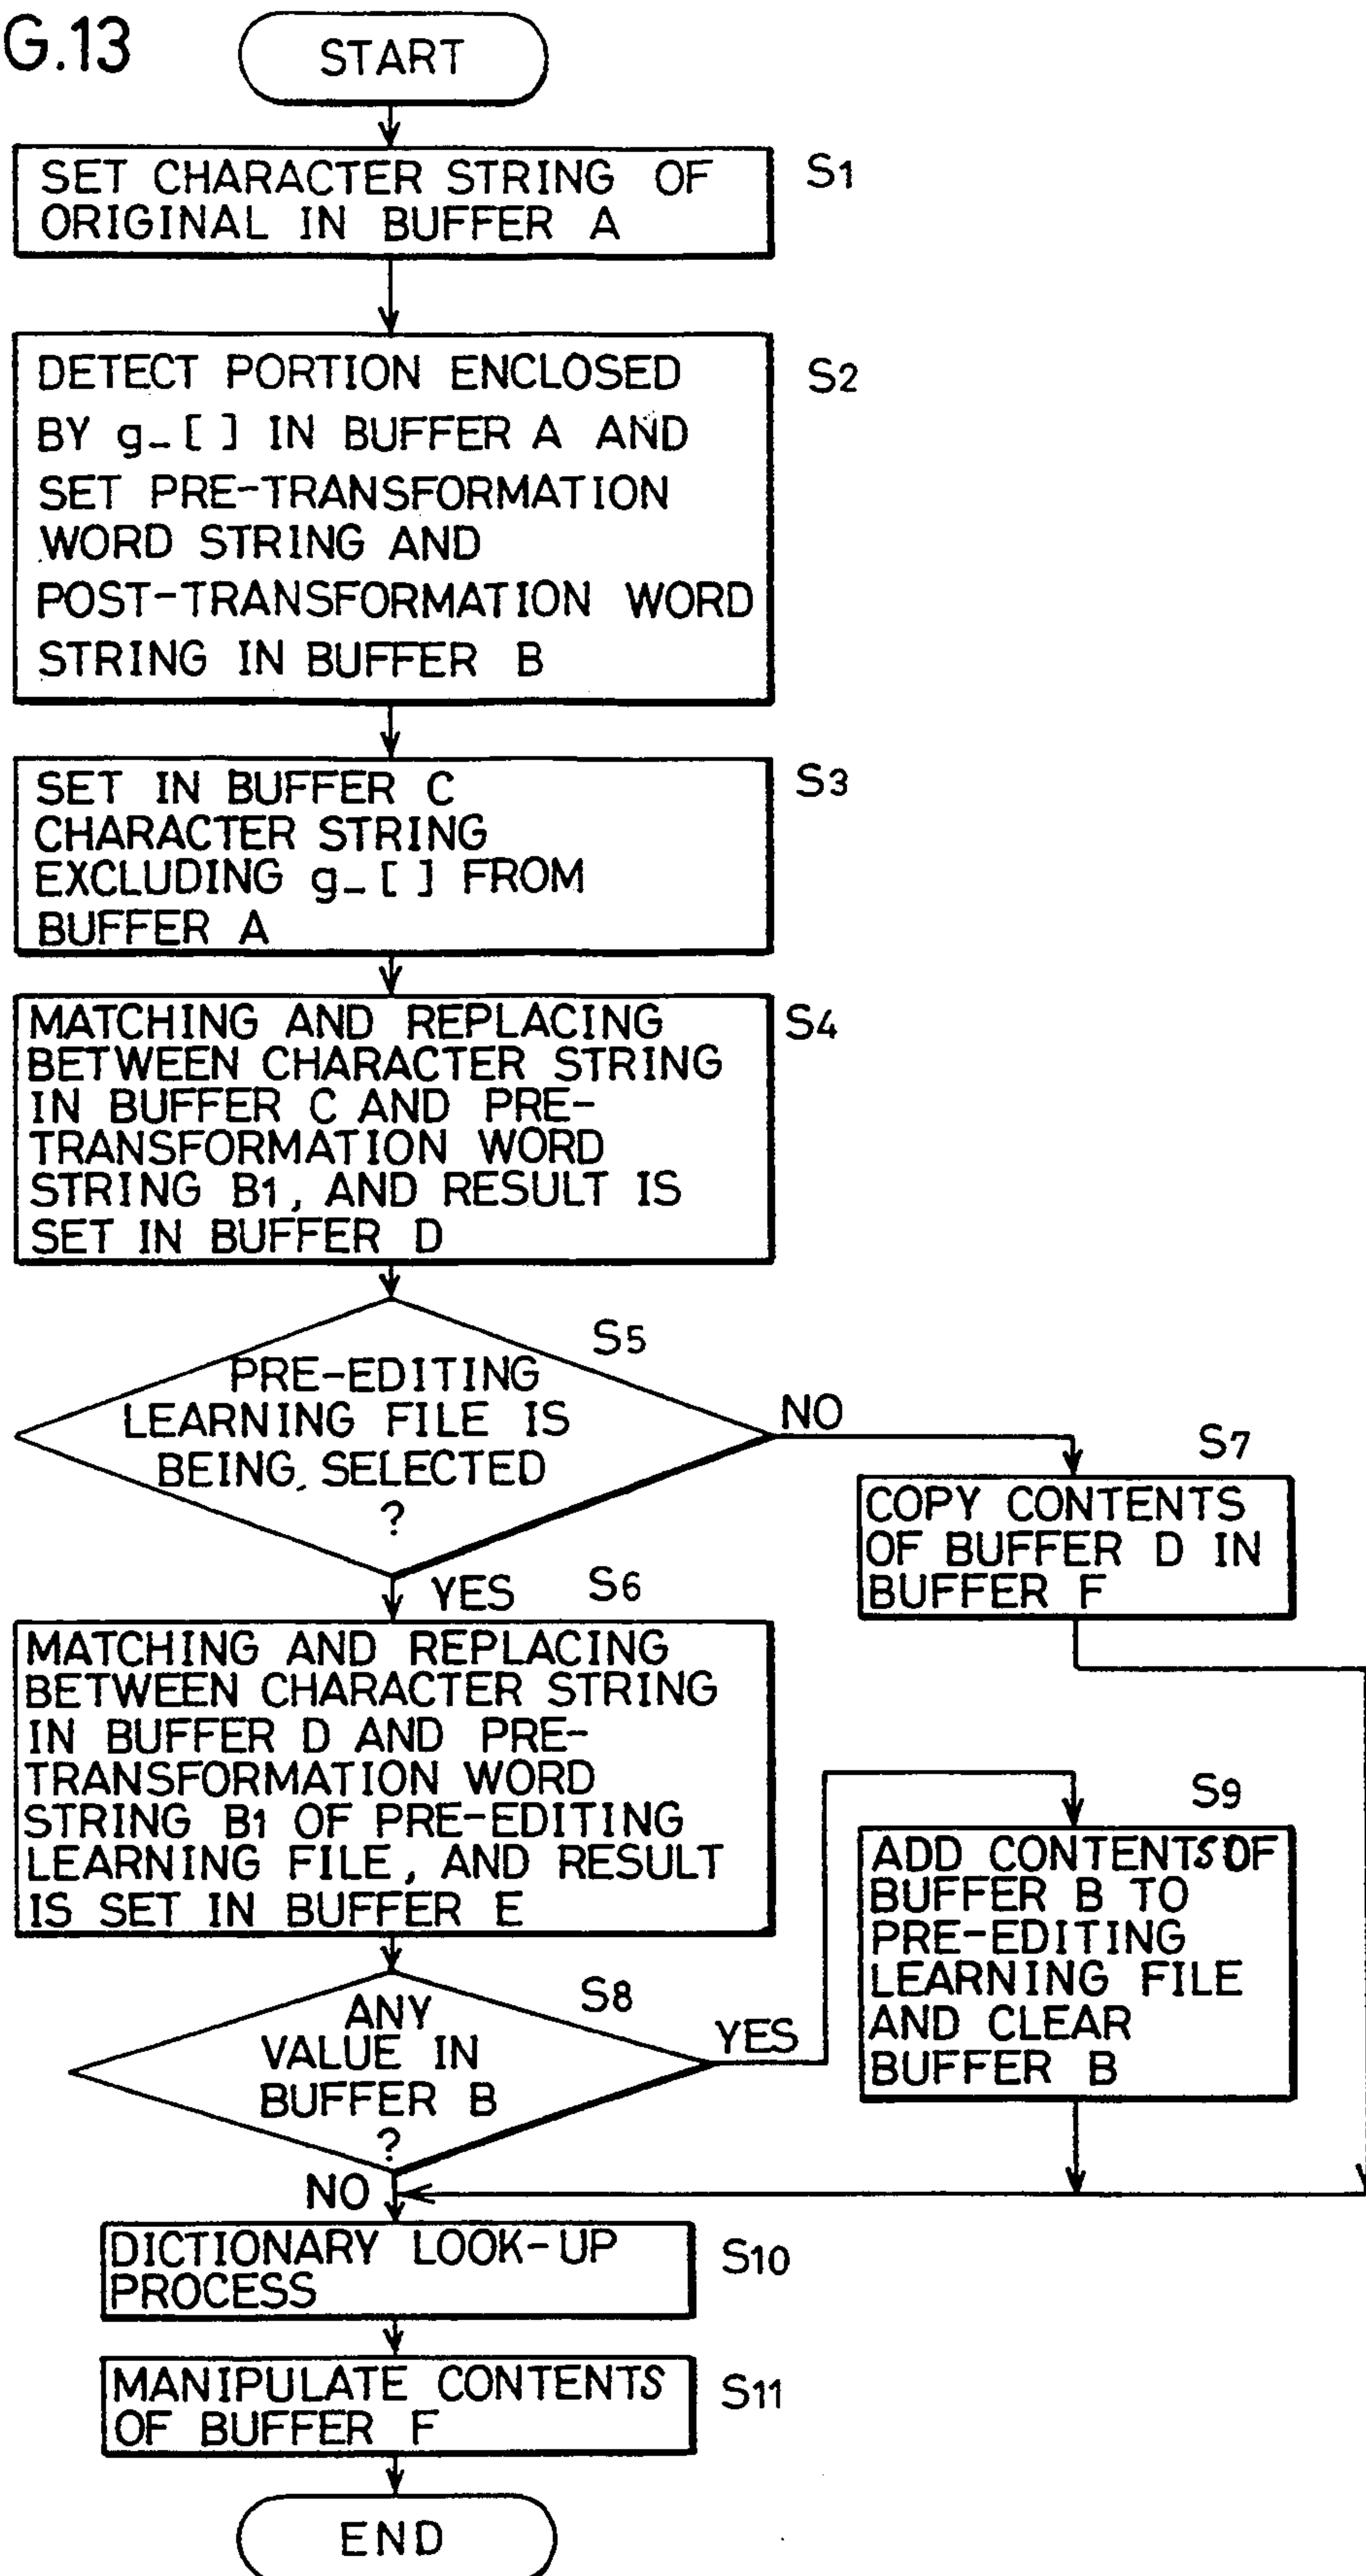 G.13
START
SET CHARACTER STRING OF
ORIGINAL IN BUFFER A
S1
DETECT PORTION ENCLOSED
BY g-[ ] IN BUFFER A AND
SET PRE-TRANSFORMATION
WORD STRING AND
POST-TRANSFORMATION WORD
STRING IN BUFFER B
S2
SET IN BUFFER C
CHARACTER STRING
EXCLUDING g-[ ] FROM
BUFFER A
S3
MATCHING AND REPLACING
BETWEEN CHARACTER STRING
IN BUFFER C AND PRE-
TRANSFORMATION WORD
STRING B1, AND RESULT IS
SET IN BUFFER D
S4
S5
PRE-EDITING
LEARNING FILE IS
BEING SELECTED
?
NO
S7
COPY CONTENTS
OF BUFFER D IN
BUFFER F
YES
S6
MATCHING AND REPLACING
BETWEEN CHARACTER STRING
IN BUFFER D AND PRE-
TRANSFORMATION WORD
STRING B1 OF PRE-EDITING
LEARNING FILE, AND RESULT
IS SET IN BUFFER E
S8
ANY
VALUE IN
BUFFER B
?
YES
S9
ADD CONTENTS OF
BUFFER B TO
PRE-EDITING
LEARNING FILE
AND CLEAR
BUFFER B
NO
DICTIONARY LOOK-UP
PROCESS
S10
MANIPULATE CONTENTS
OF BUFFER F
S11
END